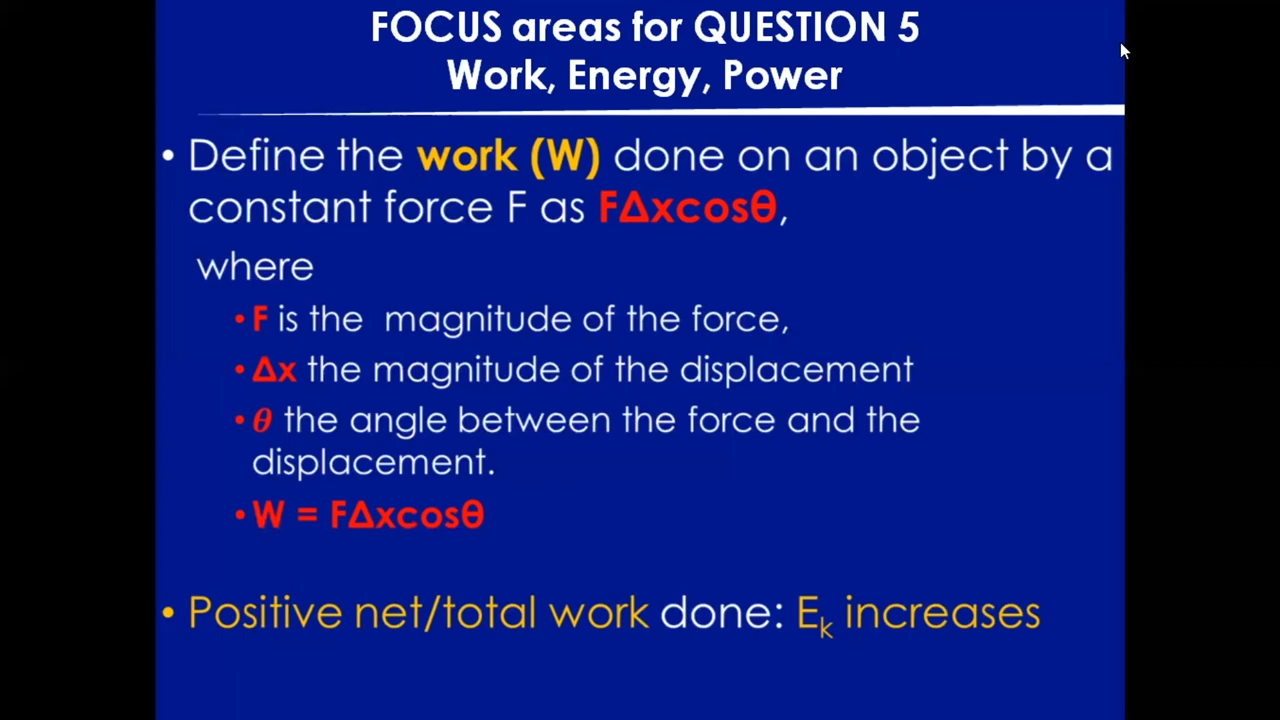 FOCUS areas for QUESTION 5
Work, Energy, Power
• Define the work (W) done on an object by a
constant force F as FΔxcosθ,
where
• F is the magnitude of the force,
• Δx the magnitude of the displacement
• θ the angle between the force and the
displacement.
• W = FΔxcosθ
• Positive net/total work done: Eₖ increases